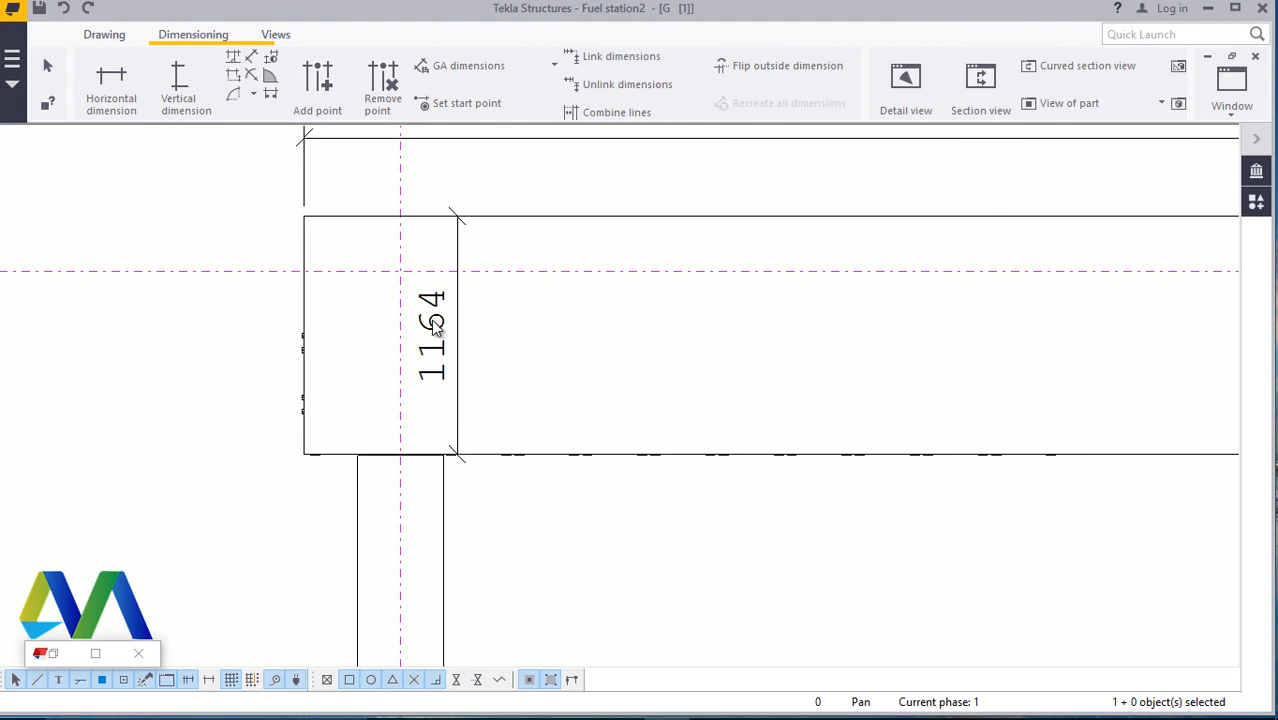 Tekla Structures - Fuel station2 - [G [1]]
Log in
Drawing
Dimensioning
Views
Quick Launch
Horizontal dimension
Vertical dimension
Add point
Remove point
GA dimensions
Set start point
Link dimensions
Unlink dimensions
Combine lines
Flip outside dimension
Recreate all dimensions
Detail view
Section view
Curved section view
View of part
Window
1164
0
Pan
Current phase: 1
1 + 0 object(s) selected